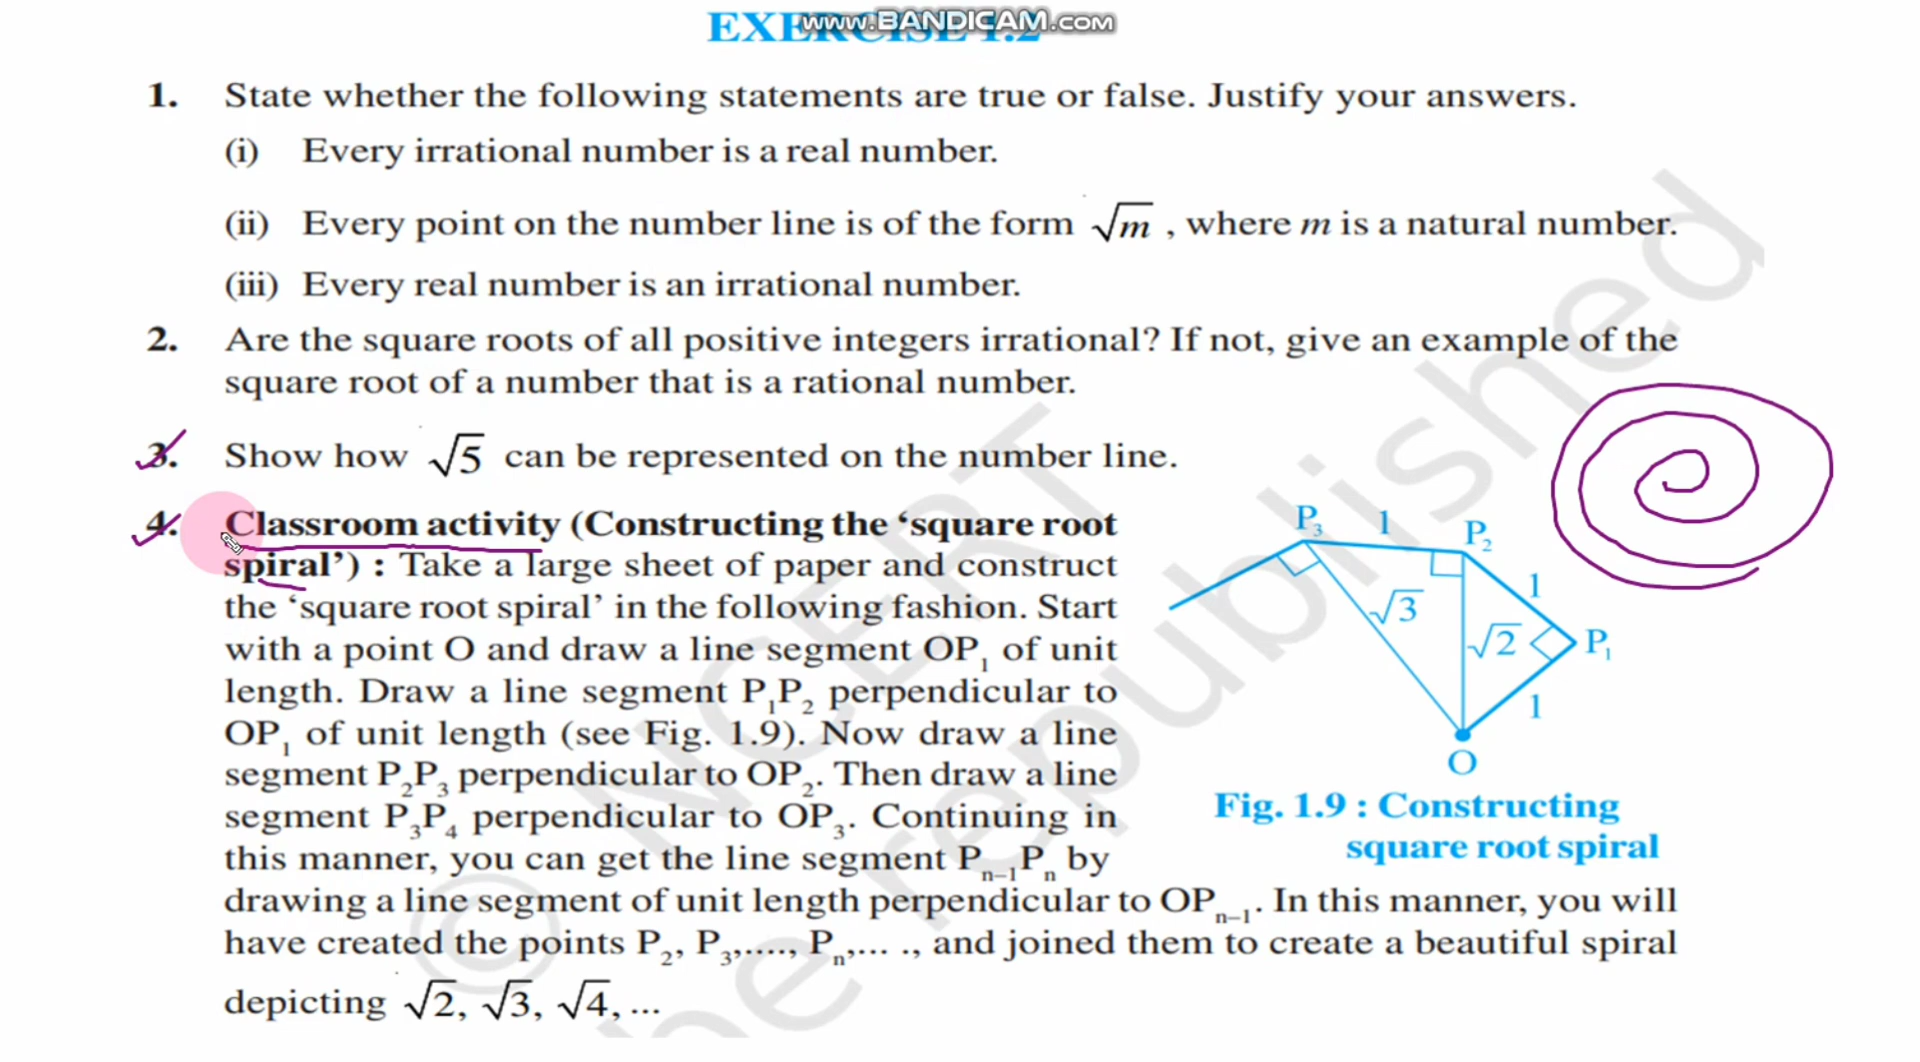 EXERCISE 1.2
www.BANDICAM.com
1. State whether the following statements are true or false. Justify your answers.
(i) Every irrational number is a real number.
(ii) Every point on the number line is of the form √m , where m is a natural number.
(iii) Every real number is an irrational number.
2. Are the square roots of all positive integers irrational? If not, give an example of the
square root of a number that is a rational number.
3. Show how √5 can be represented on the number line.
4. Classroom activity (Constructing the ‘square root
spiral’) : Take a large sheet of paper and construct
the ‘square root spiral’ in the following fashion. Start
with a point O and draw a line segment OP₁ of unit
length. Draw a line segment P₁P₂ perpendicular to
OP₁ of unit length (see Fig. 1.9). Now draw a line
segment P₂P₃ perpendicular to OP₂. Then draw a line
segment P₃P₄ perpendicular to OP₃. Continuing in
this manner, you can get the line segment Pₙ₋₁Pₙ by
drawing a line segment of unit length perpendicular to OPₙ₋₁. In this manner, you will
have created the points P₂, P₃,...., Pₙ,... ., and joined them to create a beautiful spiral
depicting √2, √3, √4, ...
P₃ 1 P₂
1
√3
√2 P₁
1
O
Fig. 1.9 : Constructing
square root spiral
© NCERT
be republished